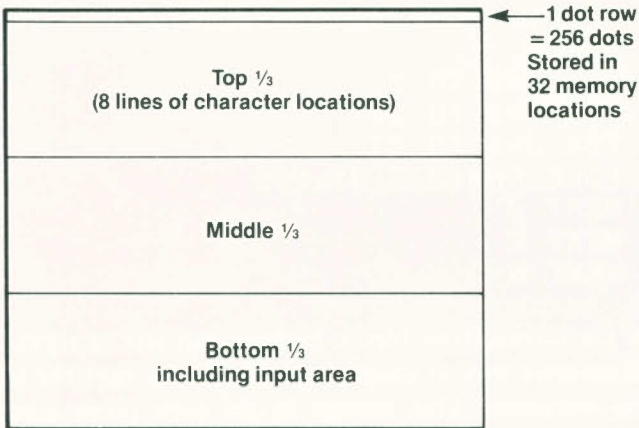 1 dot row
= 256 dots
Stored in
32 memory
locations
Top ⅓
(8 lines of character locations)
Middle ⅓
Bottom ⅓
including input area